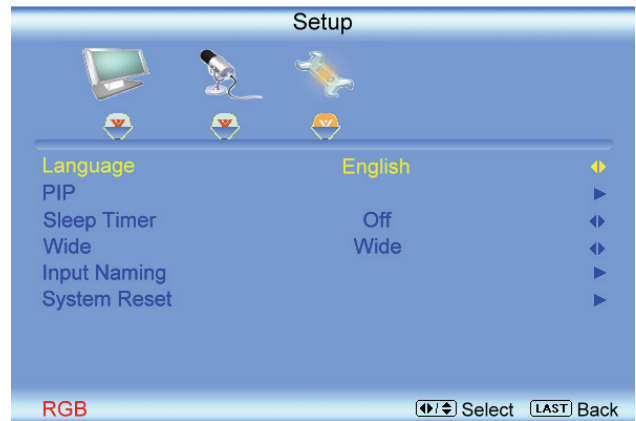 Setup
Language English
PIP
Sleep Timer Off
Wide Wide
Input Naming
System Reset
RGB Select LAST Back